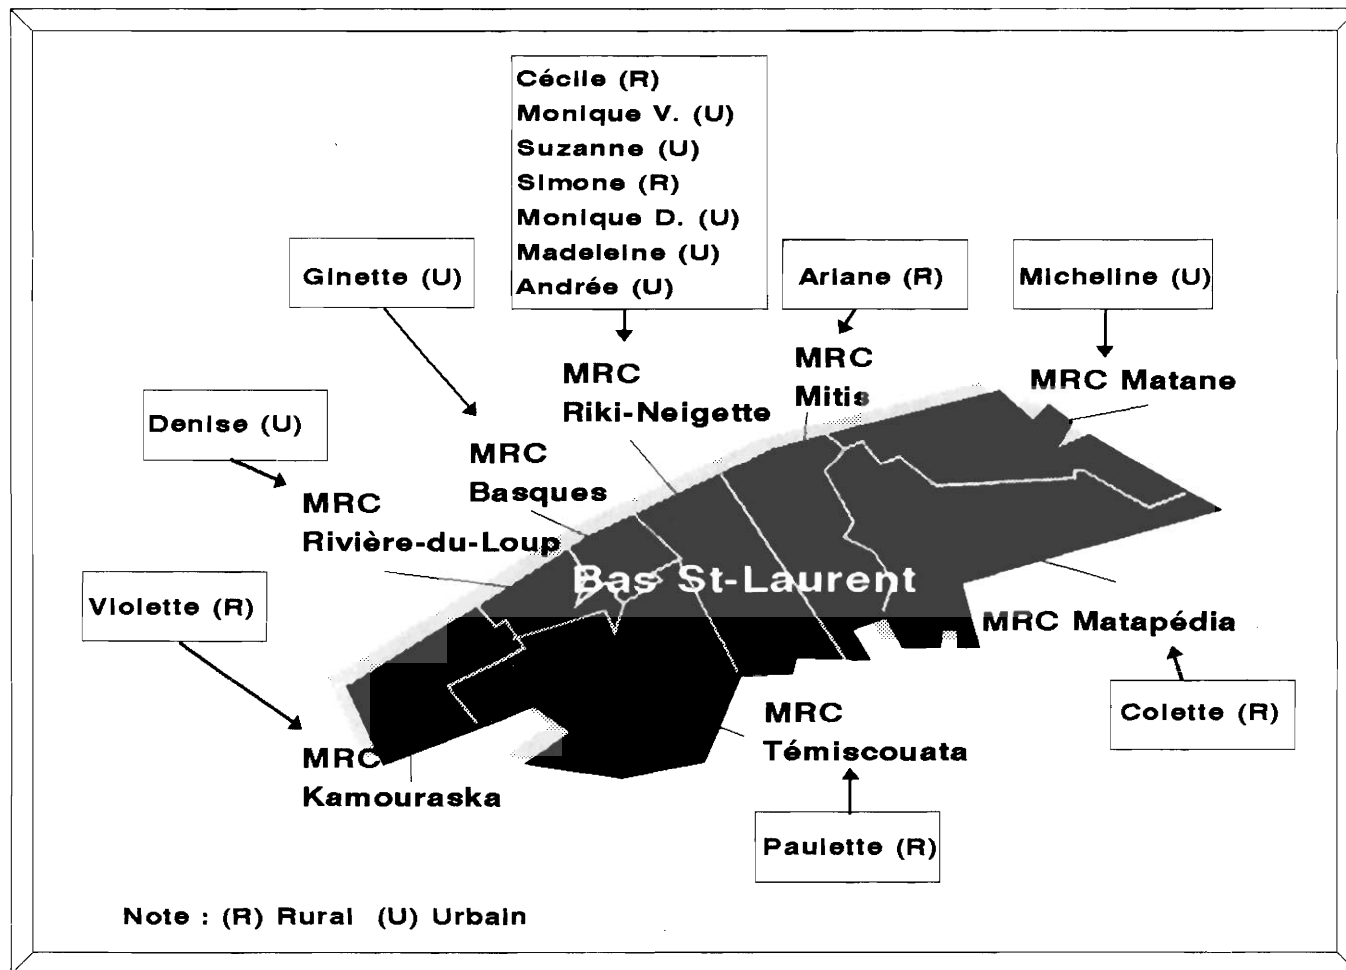 Cécile (R)
Monique V. (U)
Suzanne (U)
Simone (R)
Monique D. (U)
Madeleine (U)
Andrée (U)
Ginette (U)
Ariane (R)
Micheline (U)
MRC
Riki-Neigette
MRC
Mitis
MRC Matane
Denise (U)
MRC
Basques
MRC
Rivière-du-Loup
Bas St-Laurent
Violette (R)
MRC Matapédia
Colette (R)
MRC
Témiscouata
MRC
Kamouraska
Paulette (R)
Note : (R) Rural (U) Urbain